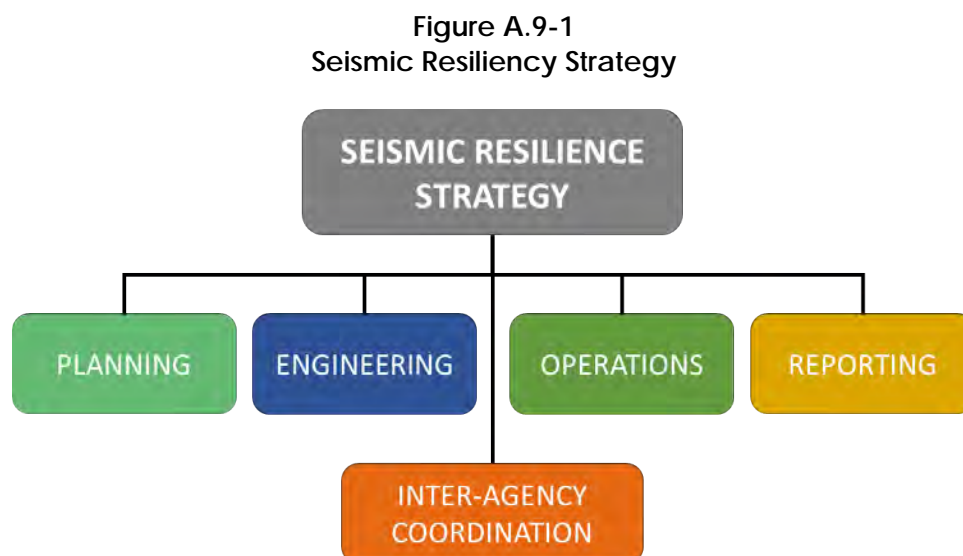 Figure A.9-1
Seismic Resiliency Strategy
SEISMIC RESILIENCE
STRATEGY
PLANNING
ENGINEERING
OPERATIONS
REPORTING
INTER-AGENCY
COORDINATION